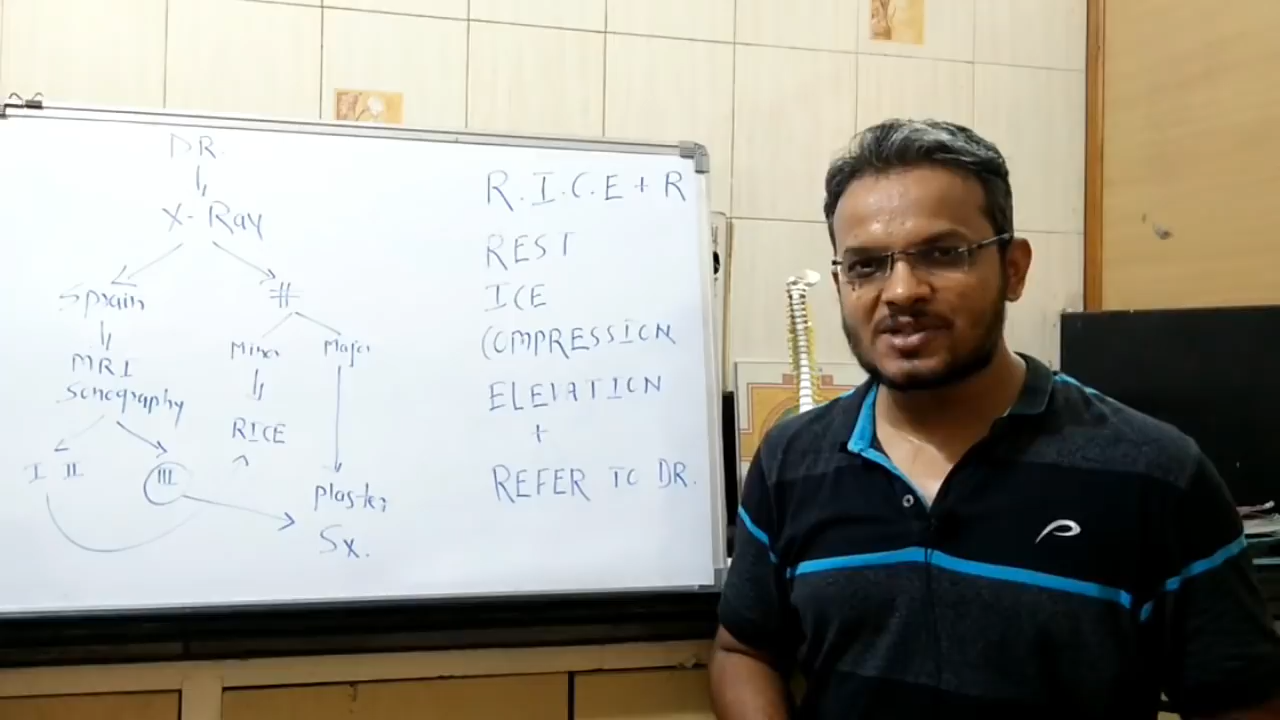 DR.
X-Ray
Sprain #
Minor Major
MRI
Sonography
RICE
I II III
plaster
Sx.
R.I.C.E + R
REST
ICE
COMPRESSION
ELEVATION
+
REFER TO DR.